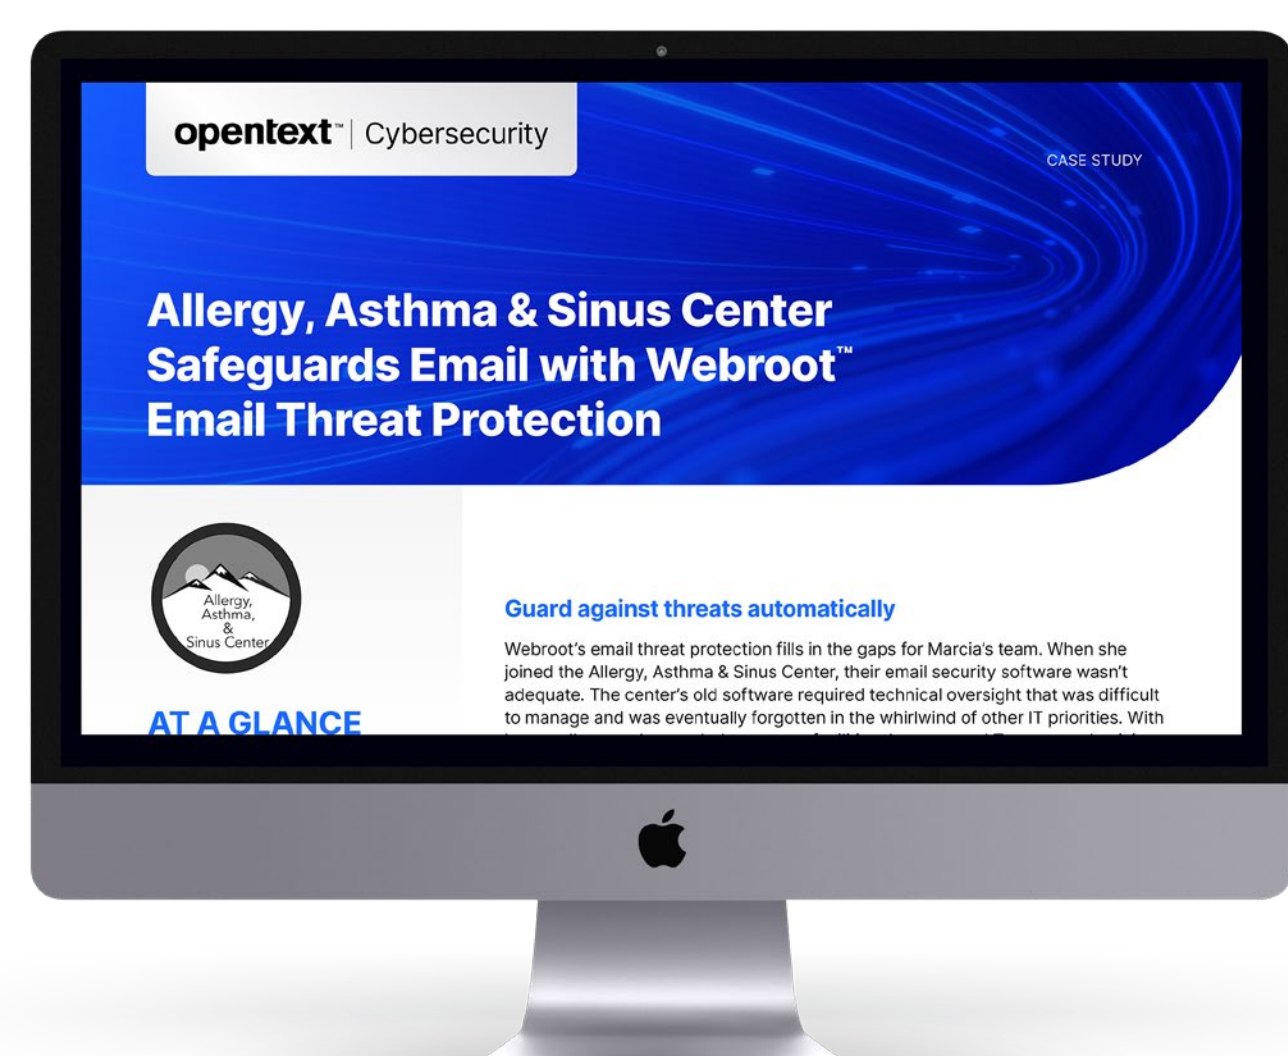 opentext™ | Cybersecurity
CASE STUDY
Allergy, Asthma & Sinus Center
Safeguards Email with Webroot™
Email Threat Protection
Allergy,
Asthma,
&
Sinus Center
AT A GLANCE
Guard against threats automatically
Webroot's email threat protection fills in the gaps for Marcia's team. When she
joined the Allergy, Asthma & Sinus Center, their email security software wasn't
adequate. The center's old software required technical oversight that was difficult
to manage and was eventually forgotten in the whirlwind of other IT priorities. With